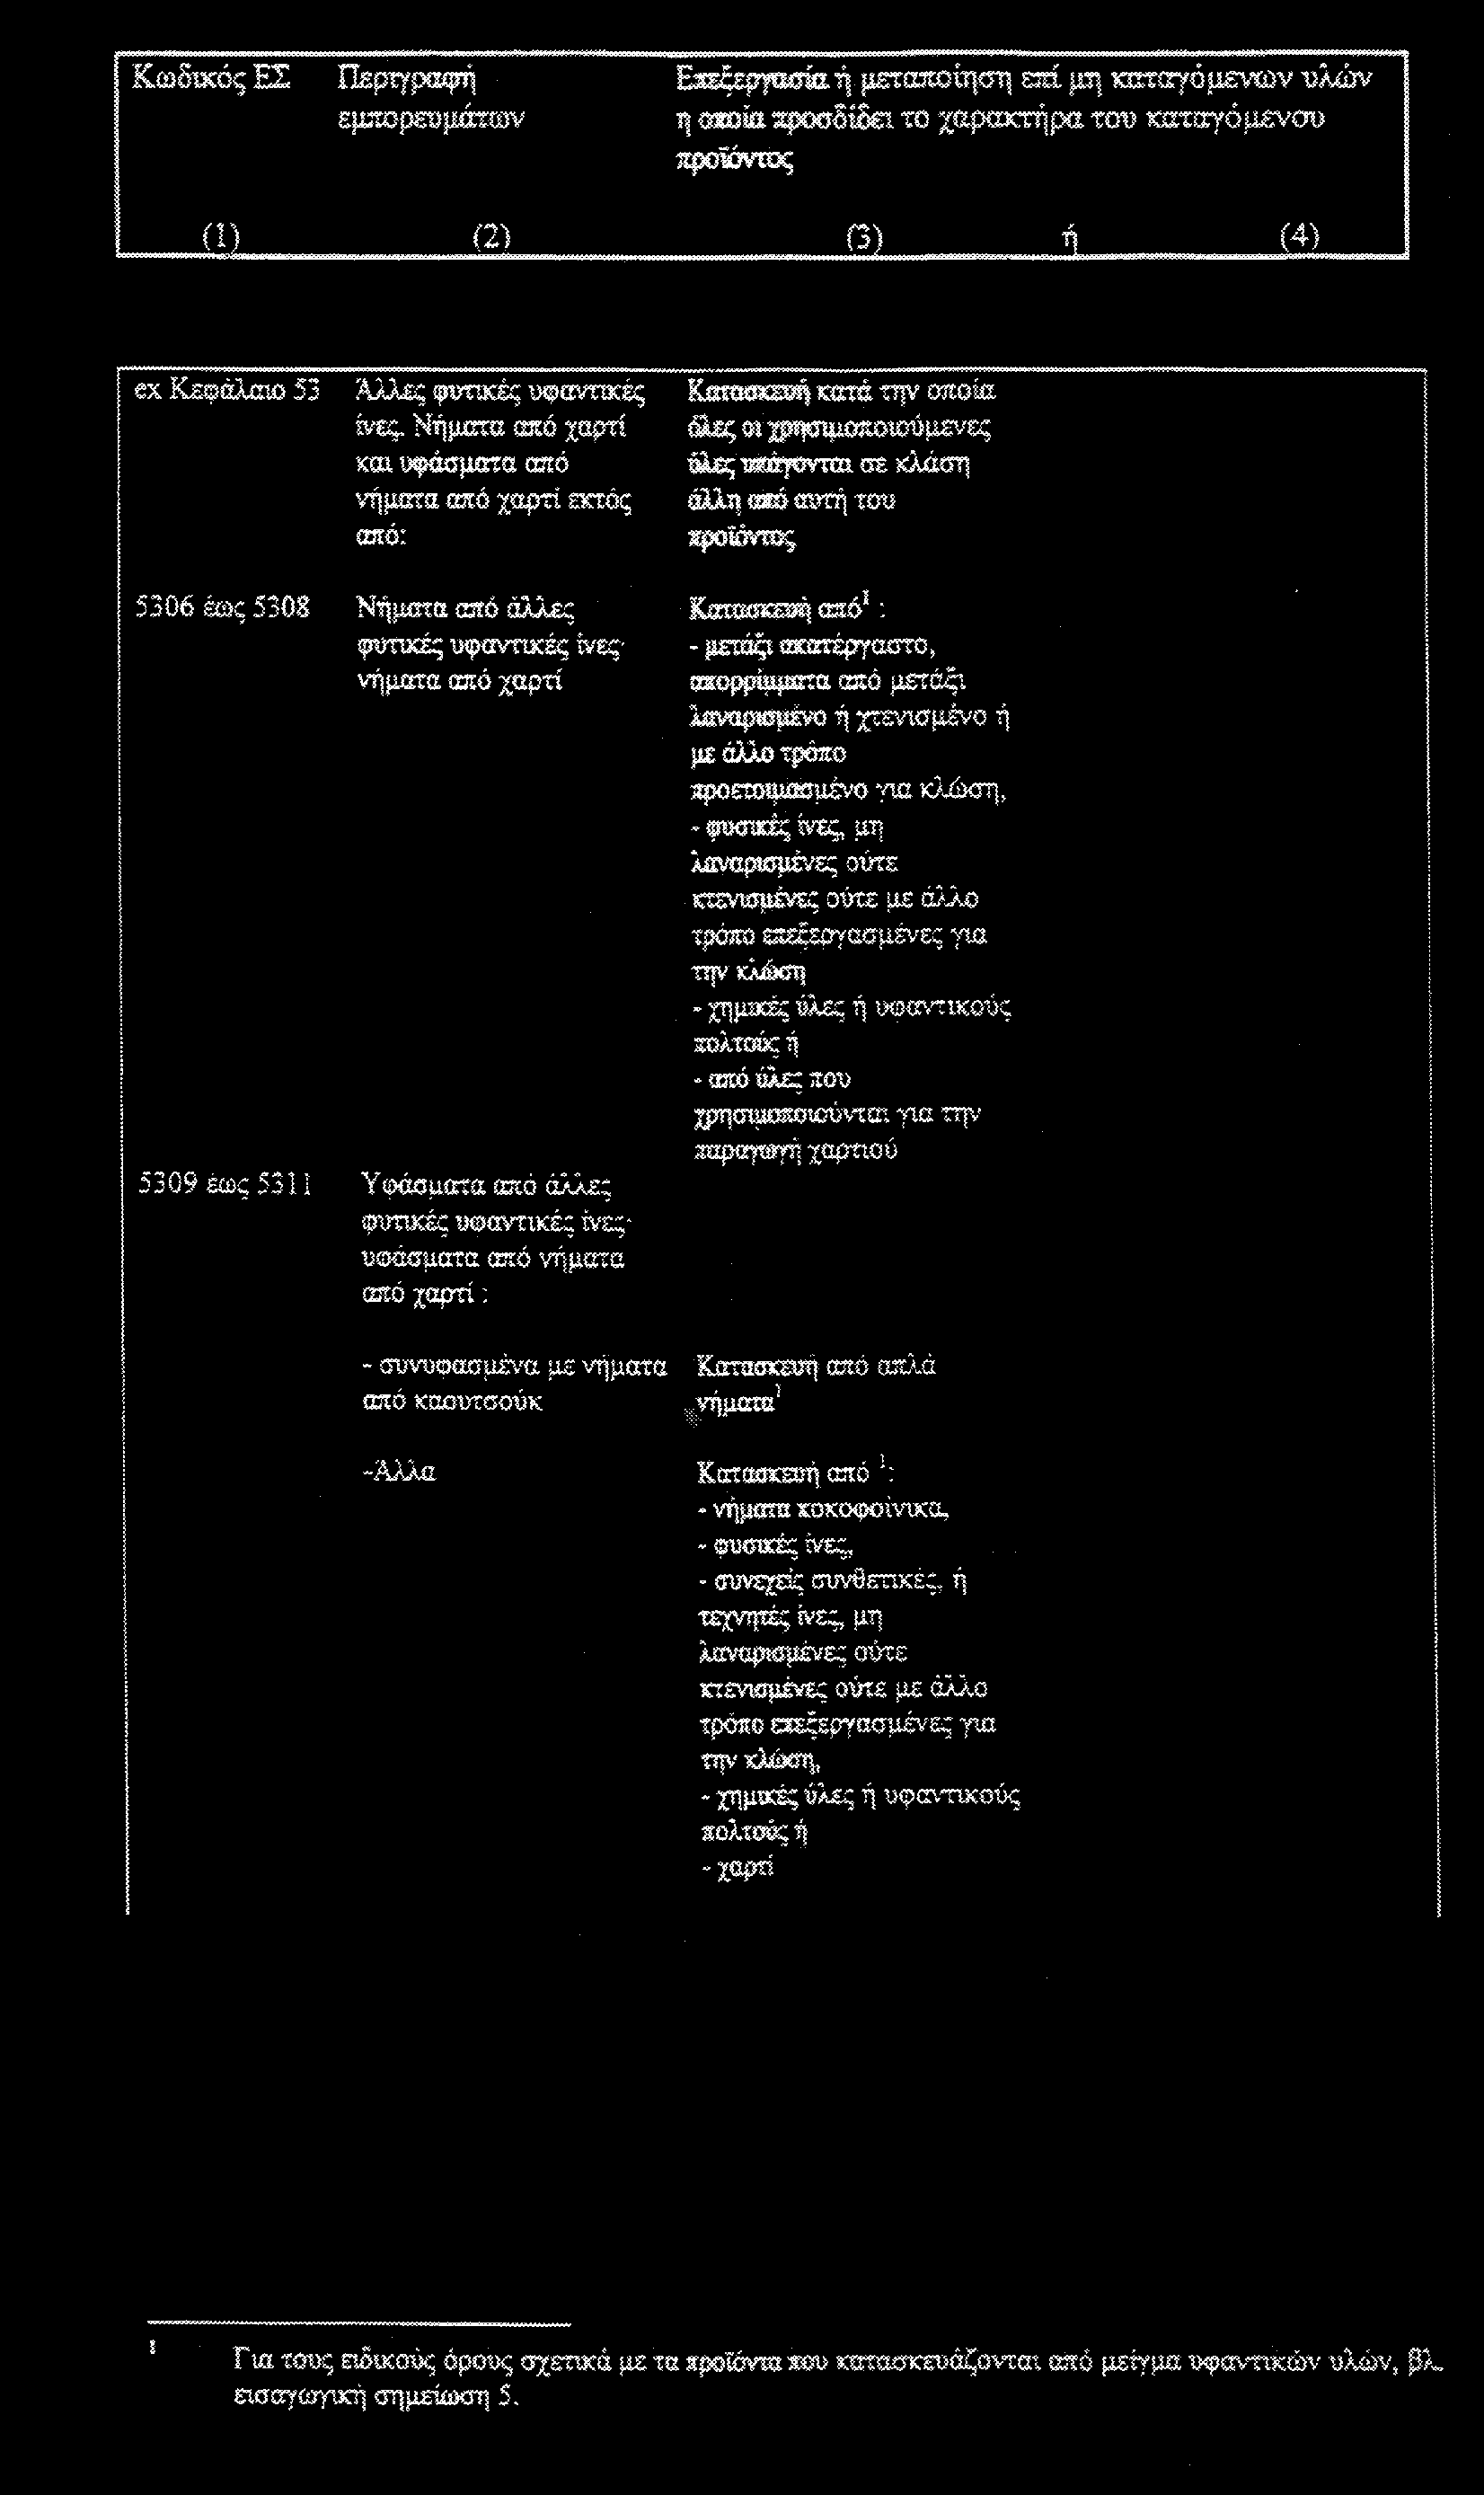 Κωδικός ΕΣ Περιγραφή Επεξεργασία ή μεταποίηση επί μη καταγόμενων υλών
εμπορευμάτων η οποία προσδίδει το χαρακτήρα του καταγόμενου
προϊόντος
(1) (2) (3) ή (4)
ex Κεφάλαιο 53 Άλλες φυτικές υφαντικές Κατασκευή κατά την οποία
ίνες. Νήματα από χαρτί όλες οι χρησιμοποιούμενες
και υφάσματα από ύλες υπάγονται σε κλάση
νήματα από χαρτί εκτός άλλη από αυτή του
από: προϊόντος
5306 έως 5308 Νήματα από άλλες Κατασκευή από¹ :
φυτικές υφαντικές ίνες· - μετάξι ακατέργαστο,
νήματα από χαρτί απορρίμματα από μετάξι
λαναρισμένο ή χτενισμένο ή
με άλλο τρόπο
προετοιμασμένο για κλώση,
- φυσικές ίνες, μη
λαναρισμένες ούτε
κτενισμένες ούτε με άλλο
τρόπο επεξεργασμένες για
την κλώση
- χημικές ύλες ή υφαντικούς
πολτούς ή
- από ύλες που
χρησιμοποιούνται για την
παραγωγή χαρτιού
5309 έως 5311 Υφάσματα από άλλες
φυτικές υφαντικές ίνες·
υφάσματα από νήματα
από χαρτί :
- συνυφασμένα με νήματα Κατασκευή από απλά
από καουτσούκ νήματα¹
-Άλλα Κατασκευή από ¹:
- νήματα κοκοφοίνικα,
- φυσικές ίνες,
- συνεχείς συνθετικές, ή
τεχνητές ίνες, μη
λαναρισμένες ούτε
κτενισμένες ούτε με άλλο
τρόπο επεξεργασμένες για
την κλώση,
- χημικές ύλες ή υφαντικούς
πολτούς ή
- χαρτί
¹ Για τους ειδικούς όρους σχετικά με τα προϊόντα που κατασκευάζονται από μείγμα υφαντικών υλών, βλ.
εισαγωγική σημείωση 5.